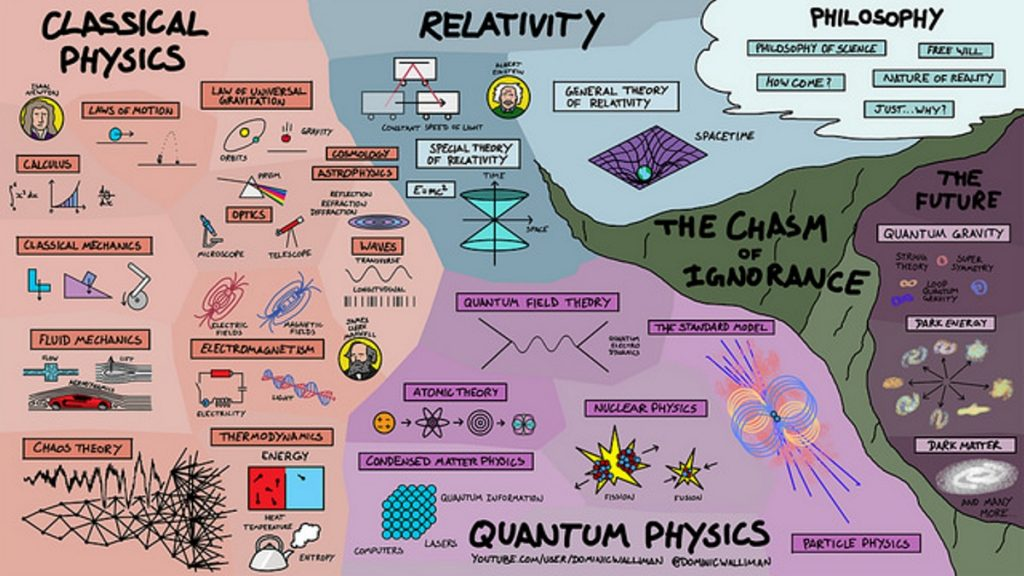 CLASSICAL
PHYSICS
ISAAC
NEWTON
LAWS OF MOTION
LAW OF UNIVERSAL
GRAVITATION
ORBITS
GRAVITY
CALCULUS
PRISM
OPTICS
MICROSCOPE
TELESCOPE
COSMOLOGY
ASTROPHYSICS
REFLECTION
REFRACTION
DIFFRACTION
WAVES
TRANSVERSE
LONGITUDINAL
CLASSICAL MECHANICS
ELECTRIC
FIELDS
MAGNETIC
FIELDS
JAMES
CLERK
MAXWELL
FLUID MECHANICS
FLOW
LIFT
AERODYNAMICS
ELECTROMAGNETISM
ELECTRICITY
LIGHT
CHAOS THEORY
THERMODYNAMICS
ENERGY
HEAT
TEMPERATURE
ENTROPY
RELATIVITY
ALBERT
EINSTEIN
CONSTANT SPEED OF LIGHT
GENERAL THEORY
OF RELATIVITY
SPECIAL THEORY
OF RELATIVITY
E=mc²
TIME
SPACE
SPACETIME
PHILOSOPHY
PHILOSOPHY OF SCIENCE
FREE WILL
HOW COME?
NATURE OF REALITY
JUST...WHY?
THE CHASM
OF
IGNORANCE
THE
FUTURE
QUANTUM GRAVITY
STRING
THEORY
SUPER
SYMMETRY
LOOP
QUANTUM
GRAVITY
DARK ENERGY
DARK MATTER
AND MANY
MORE
QUANTUM FIELD THEORY
QUANTUM
ELECTRO
DYNAMICS
THE STANDARD MODEL
ATOMIC THEORY
NUCLEAR PHYSICS
FISSION
FUSION
CONDENSED MATTER PHYSICS
QUANTUM INFORMATION
LASERS
COMPUTERS
QUANTUM PHYSICS
YOUTUBE.COM/USER/DOMINICWALLIMAN @DOMINICWALLIMAN
PARTICLE PHYSICS